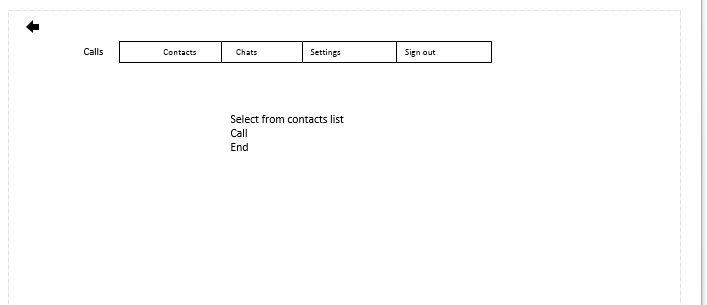 Calls Contacts Chats Settings Sign out
Select from contacts list
Call
End